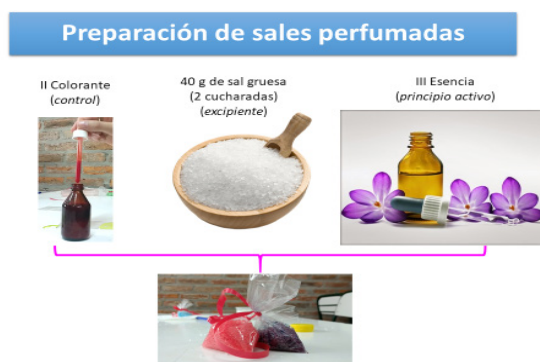 Preparación de sales perfumadas
II Colorante
(control)
40 g de sal gruesa
(2 cucharadas)
(excipiente)
III Esencia
(principio activo)